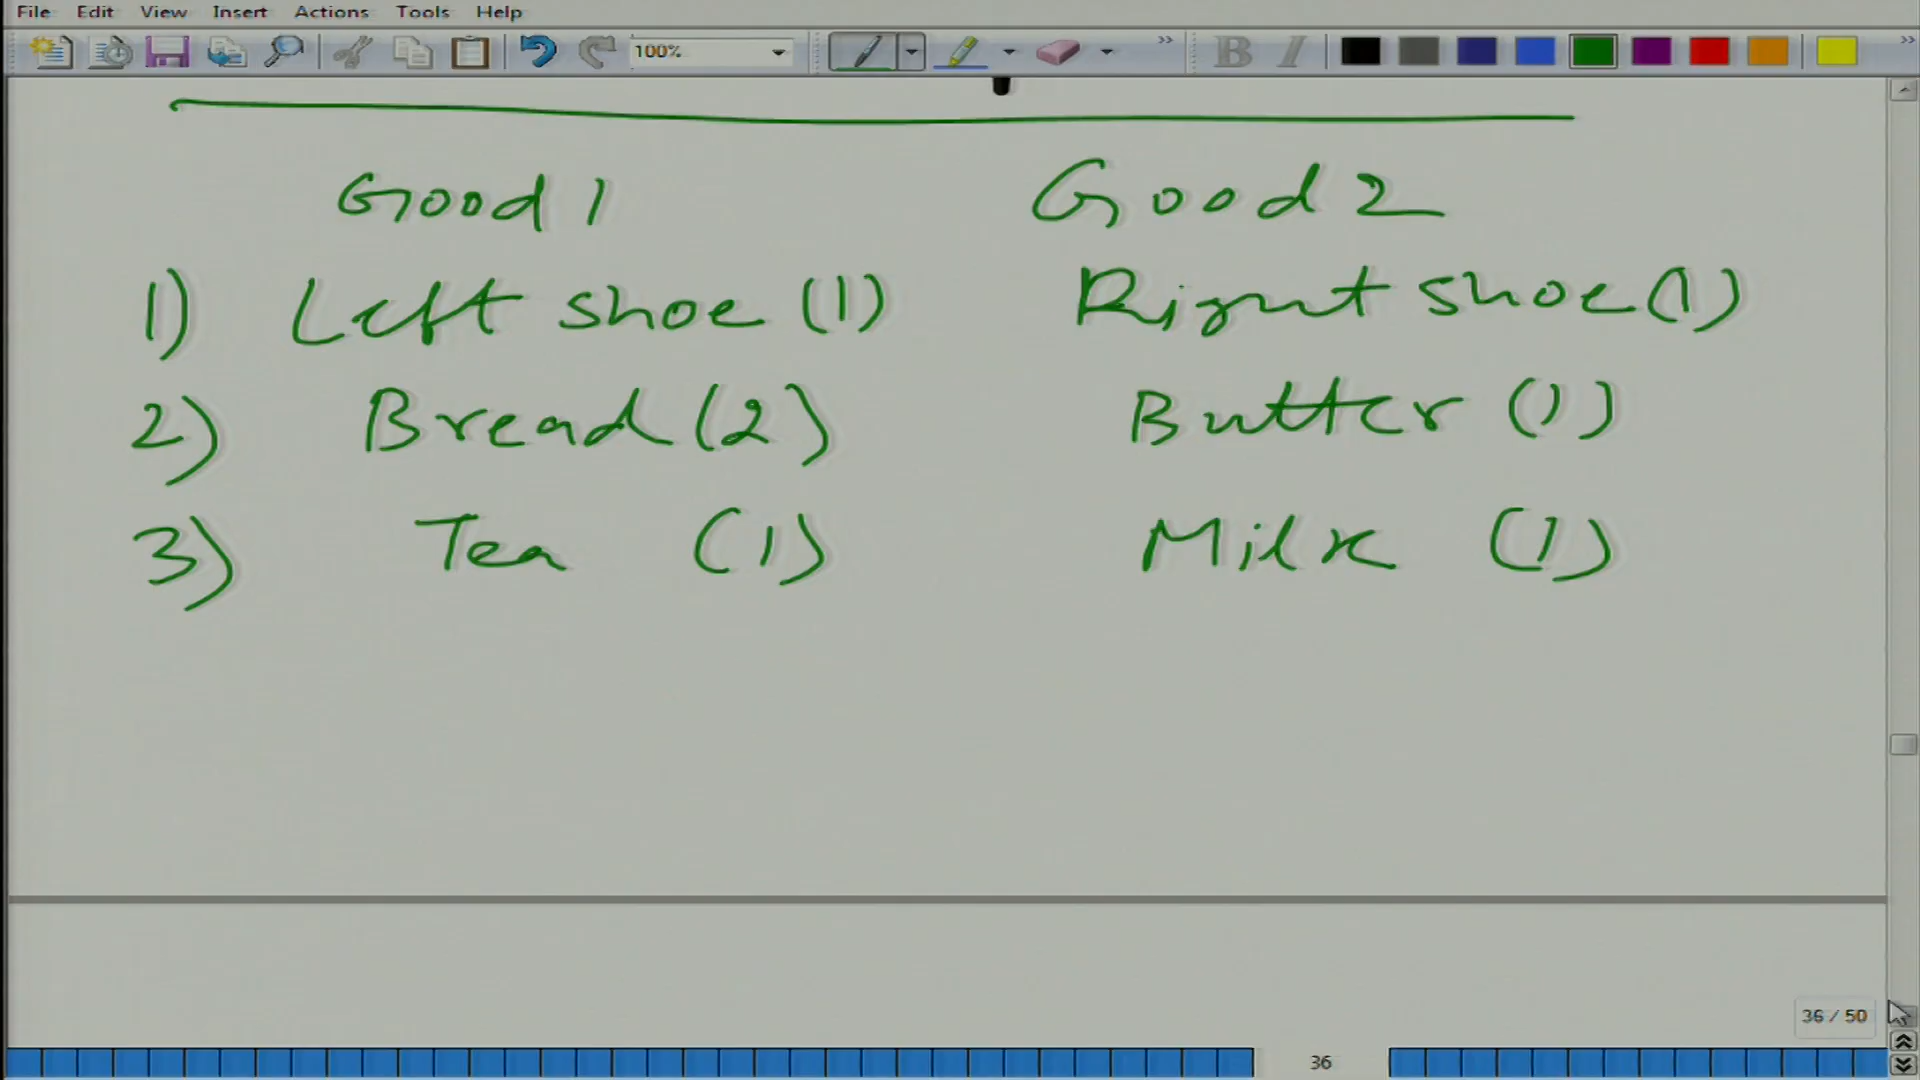 File Edit View Insert Actions Tools Help
100%
Good 1 Good 2
1) Left shoe (1) Right shoe (1)
2) Bread (2) Butter (1)
3) Tea (1) Milk (1)
36 / 50
36